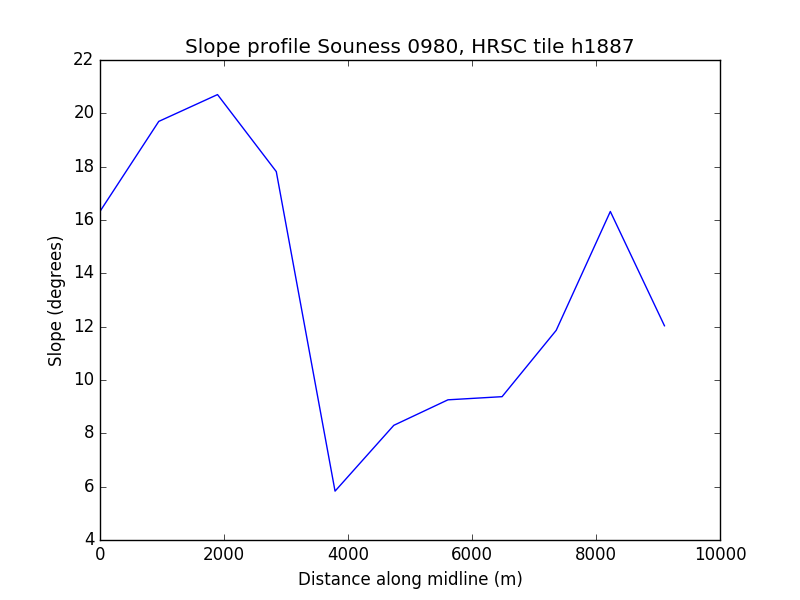 Slope profile Souness 0980, HRSC tile h1887
22
20
18
16
14
12
10
8
6
4
Slope (degrees)
0 2000 4000 6000 8000 10000
Distance along midline (m)